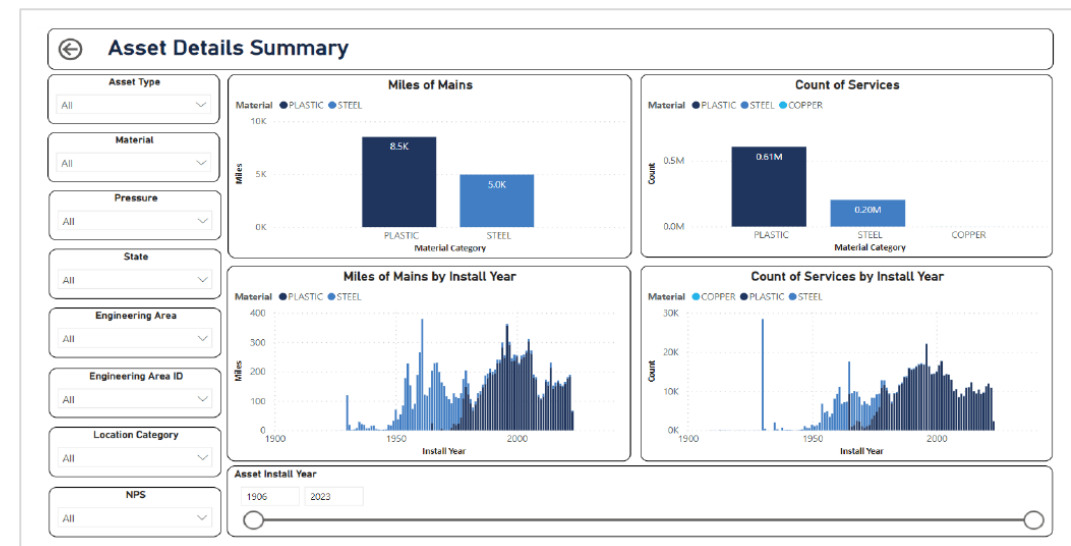 Asset Details Summary
Asset Type
All
Material
All
Pressure
All
State
All
Engineering Area
All
Engineering Area ID
All
Location Category
All
NPS
All
Miles of Mains
Material PLASTIC STEEL
10K
5K
0K
Miles
8.5K
5.0K
PLASTIC STEEL
Material Category
Count of Services
Material PLASTIC STEEL COPPER
0.5M
0.0M
Count
0.61M
0.20M
PLASTIC STEEL COPPER
Material Category
Miles of Mains by Install Year
Material PLASTIC STEEL
400
300
200
100
0
Miles
1900 1950 2000
Install Year
Count of Services by Install Year
Material COPPER PLASTIC STEEL
30K
20K
10K
0K
Count
1900 1950 2000
Install Year
Asset Install Year
1906 2023